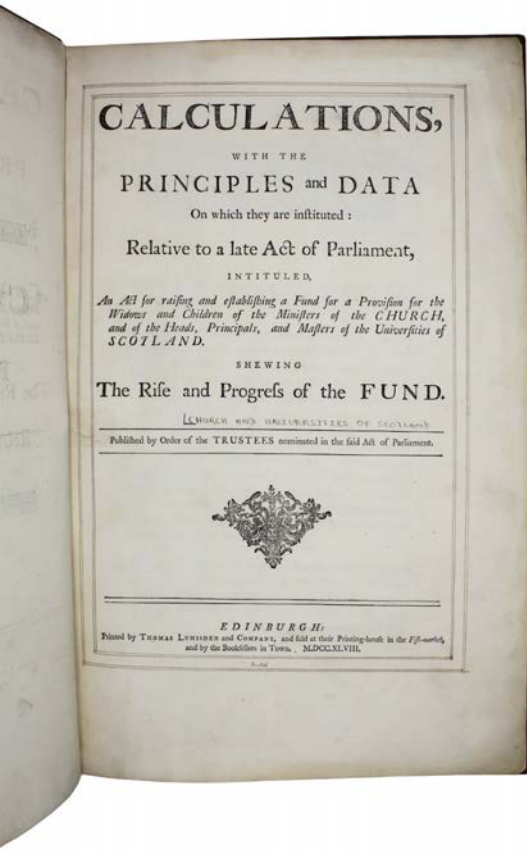 CALCULATIONS,
WITH THE
PRINCIPLES and DATA
On which they are inſtituted :
Relative to a late Act of Parliament,
INTITULED,
An Act for raiſing and eſtabliſhing a Fund for a Proviſion for the
Widows and Children of the Miniſters of the CHURCH,
and of the Heads, Principals, and Maſters of the Univerſities of
SCOTLAND.
SHEWING
The Riſe and Progreſs of the FUND.
[CHURCH AND UNIVERSITIES OF SCOTLAND
Publiſhed by Order of the TRUSTEES nominated in the ſaid Act of Parliament.
EDINBURGH:
Printed by THOMAS LUMISDEN and COMPANY, and ſold at their Printing-houſe in the Fiſh-market,
and by the Bookſellers in Town. M.DCC.XLVIII.